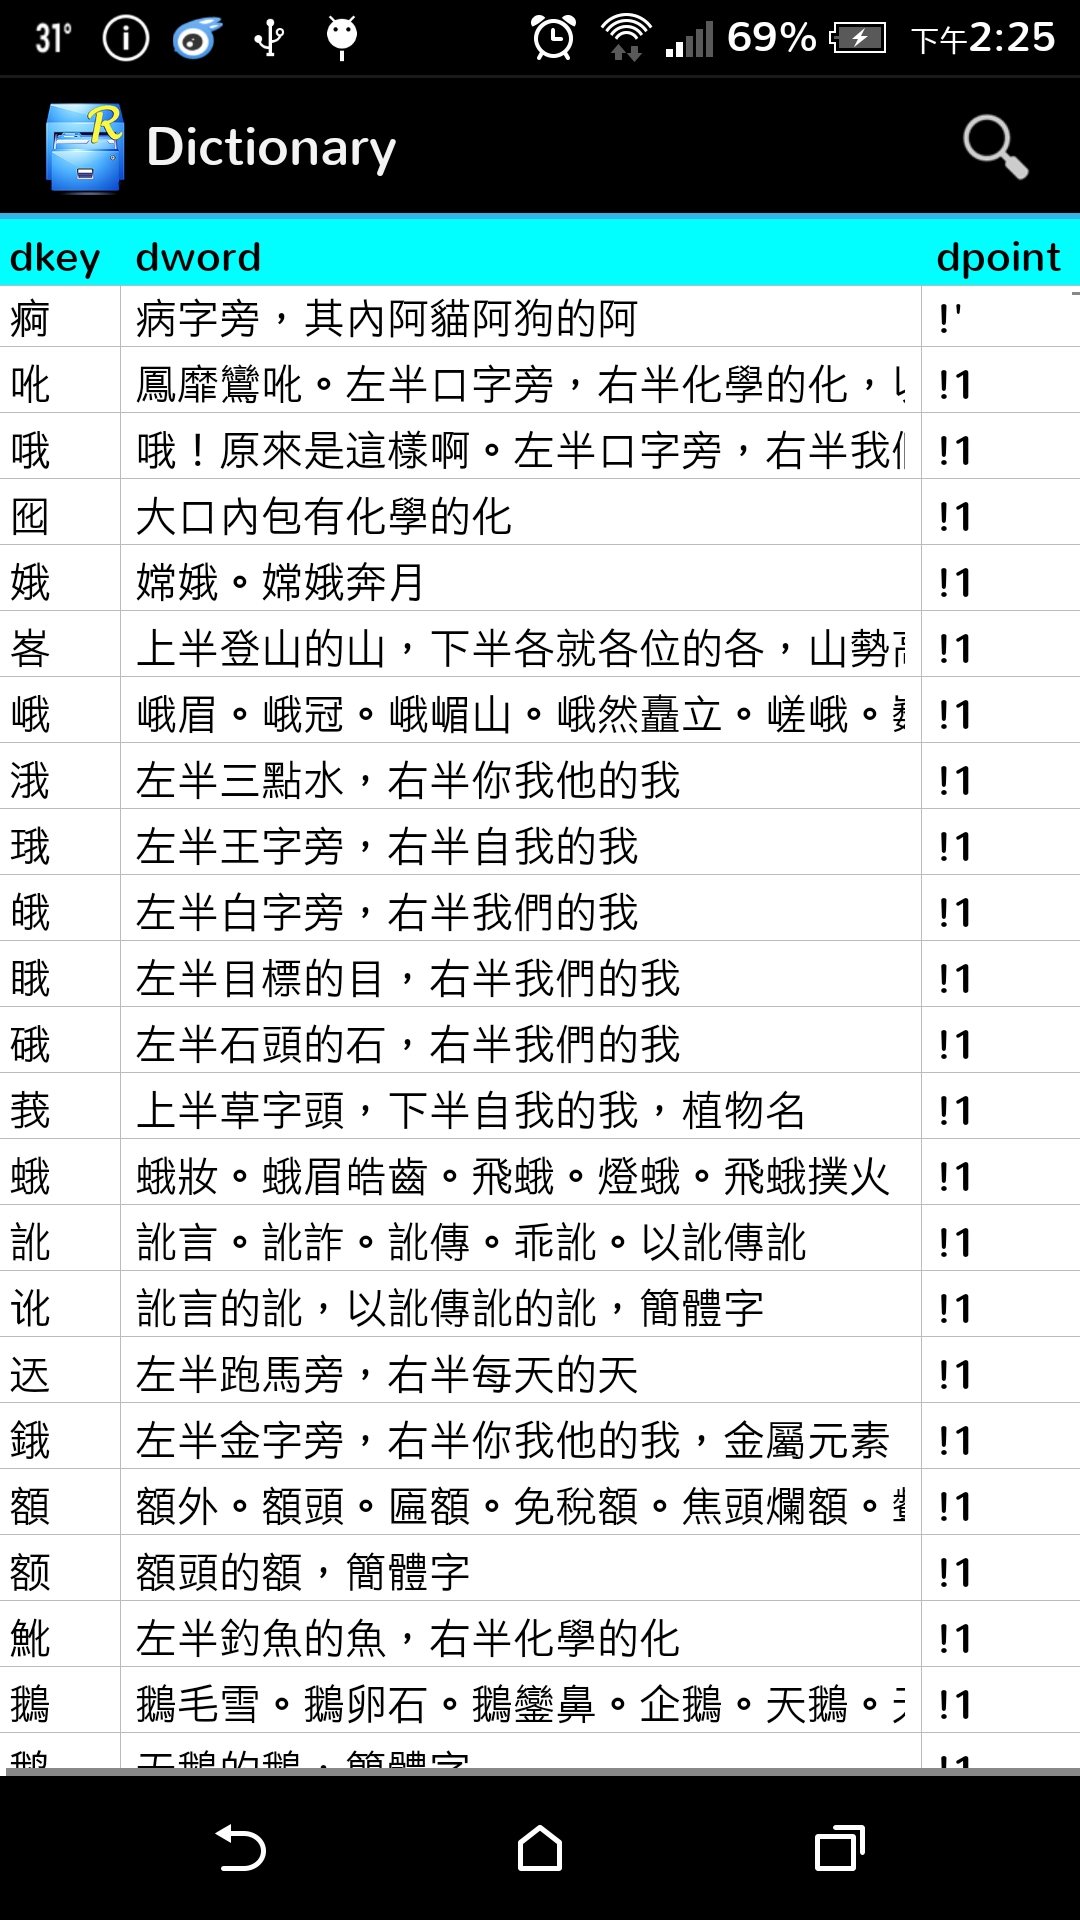 31° 69% 下午2:25
Dictionary
dkey dword dpoint
痾 病字旁，其內阿貓阿狗的阿 !'
吪 鳳靡鸞吪。左半口字旁，右半化學的化， !1
哦 哦！原來是這樣啊。左半口字旁，右半我 !1
囮 大口內包有化學的化 !1
娥 嫦娥。嫦娥奔月 !1
峉 上半登山的山，下半各就各位的各，山勢 !1
峨 峨眉。峨冠。峨嵋山。峨然矗立。嵯峨。 !1
涐 左半三點水，右半你我他的我 !1
珴 左半王字旁，右半自我的我 !1
皒 左半白字旁，右半我們的我 !1
睋 左半目標的目，右半我們的我 !1
硪 左半石頭的石，右半我們的我 !1
莪 上半草字頭，下半自我的我，植物名 !1
蛾 蛾妝。蛾眉皓齒。飛蛾。燈蛾。飛蛾撲火 !1
訛 訛言。訛詐。訛傳。乖訛。以訛傳訛 !1
讹 訛言的訛，以訛傳訛的訛，簡體字 !1
迗 左半跑馬旁，右半每天的天 !1
鋨 左半金字旁，右半你我他的我，金屬元素 !1
額 額外。額頭。匾額。免稅額。焦頭爛額。 !1
额 額頭的額，簡體字 !1
魤 左半釣魚的魚，右半化學的化 !1
鵝 鵝毛雪。鵝卵石。鵝鑾鼻。企鵝。天鵝。 !1
鹅 天鵝的鵝，簡體字 !1